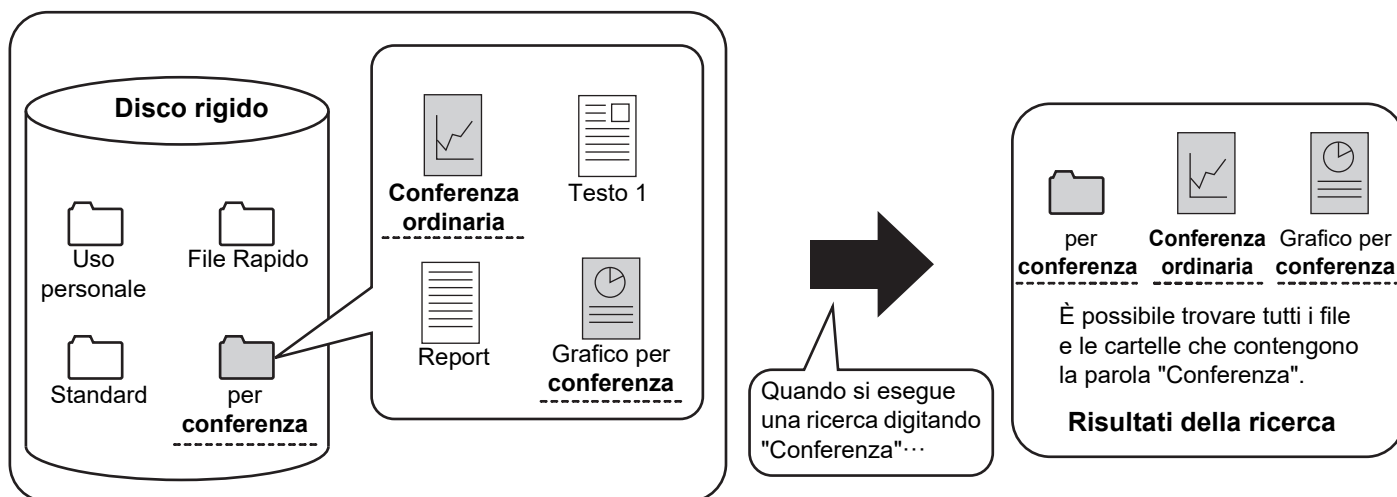 Disco rigido
Uso
personale
File Rapido
Standard
per
conferenza
Conferenza
ordinaria
Testo 1
Report
Grafico per
conferenza
Quando si esegue
una ricerca digitando
"Conferenza"···
per
conferenza
Conferenza
ordinaria
Grafico per
conferenza
È possibile trovare tutti i file
e le cartelle che contengono
la parola "Conferenza".
Risultati della ricerca